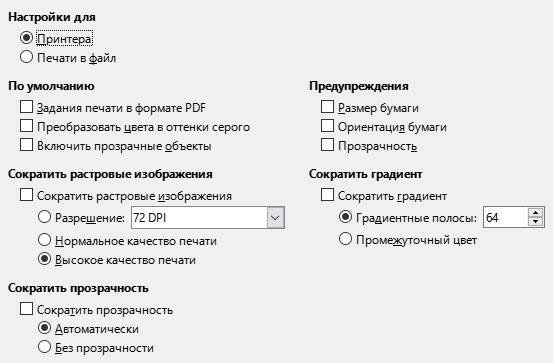 Настройки для
Принтера
Печати в файл
По умолчанию
Задания печати в формате PDF
Преобразовать цвета в оттенки серого
Включить прозрачные объекты
Предупреждения
Размер бумаги
Ориентация бумаги
Прозрачность
Сократить растровые изображения
Сократить растровые изображения
Разрешение: 72 DPI
Нормальное качество печати
Высокое качество печати
Сократить градиент
Сократить градиент
Градиентные полосы: 64
Промежуточный цвет
Сократить прозрачность
Сократить прозрачность
Автоматически
Без прозрачности